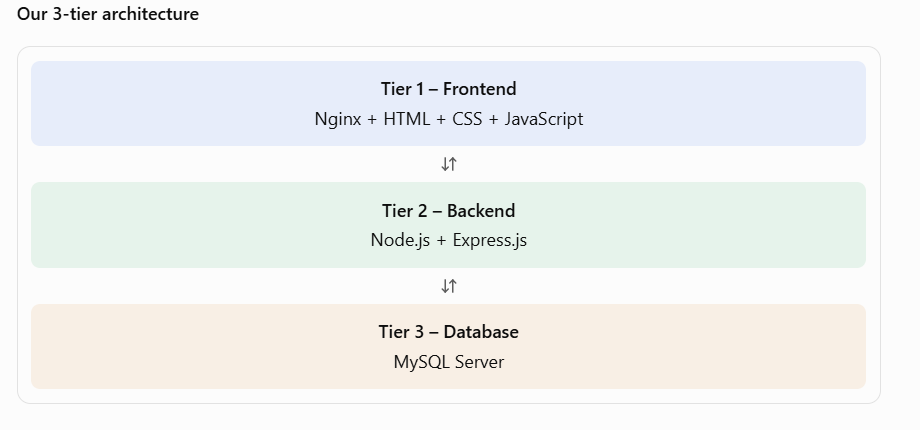 Our 3-tier architecture
Tier 1 – Frontend
Nginx + HTML + CSS + JavaScript
Tier 2 – Backend
Node.js + Express.js
Tier 3 – Database
MySQL Server